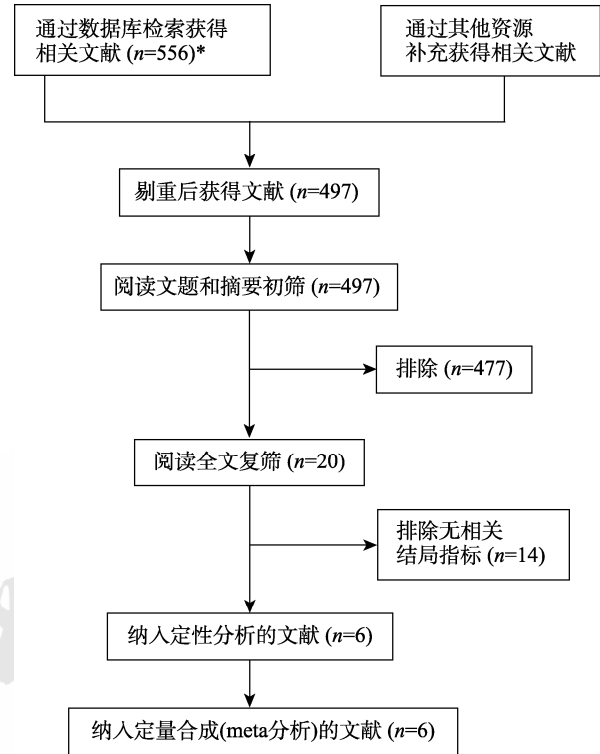 通过数据库检索获得
相关文献 (n=556)*
通过其他资源
补充获得相关文献
剔重后获得文献 (n=497)
阅读文题和摘要初筛 (n=497)
排除 (n=477)
阅读全文复筛 (n=20)
排除无相关
结局指标 (n=14)
纳入定性分析的文献 (n=6)
纳入定量合成(meta分析)的文献 (n=6)